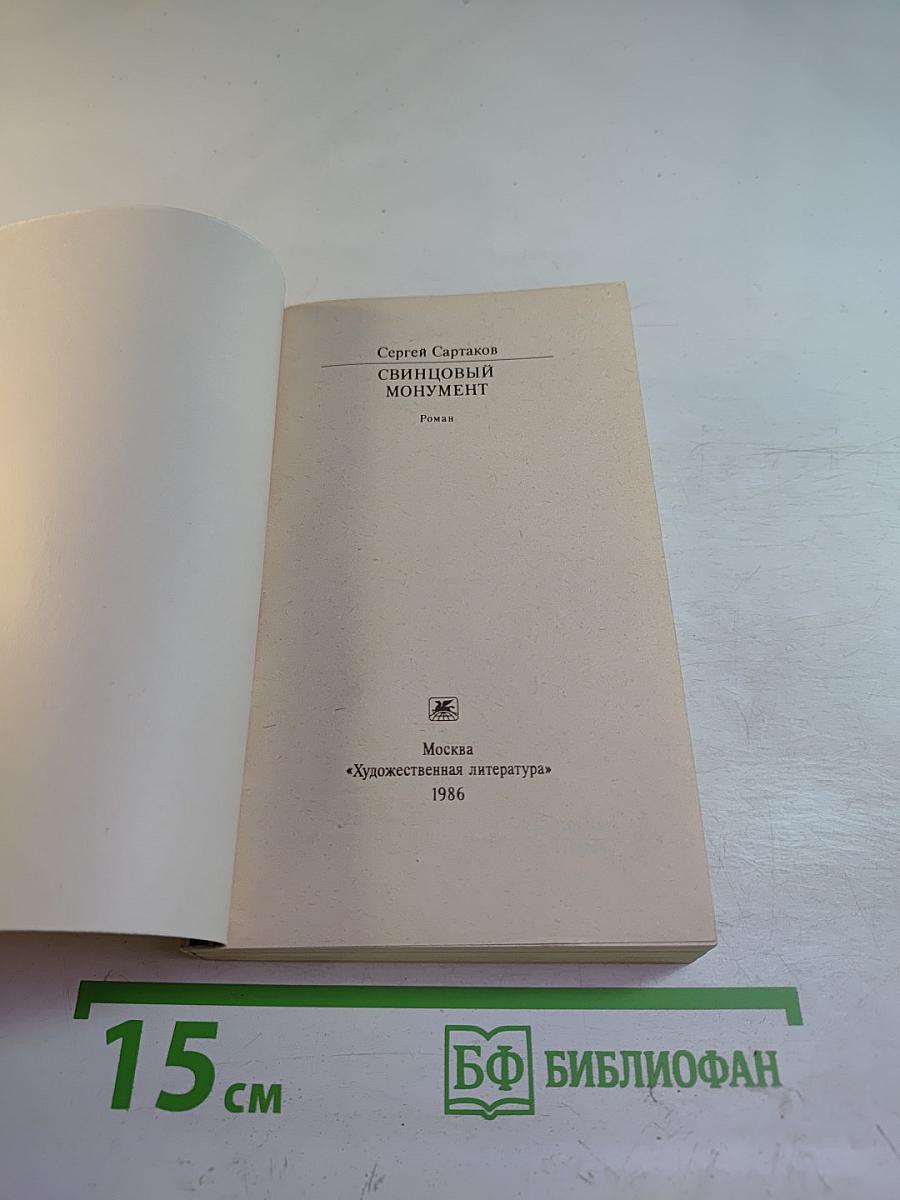 Сергей Сартаков
СВИНЦОВЫЙ
МОНУМЕНТ
Роман
Москва
«Художественная литература»
1986
15 см
БФ БИБЛИОФАН